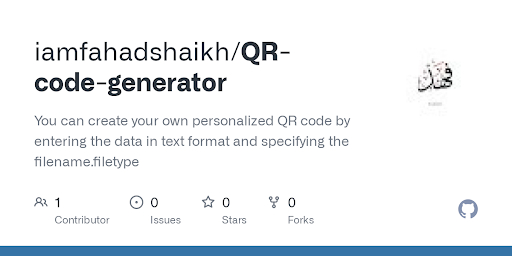 iamfahadshaikh/QR-
code-generator
You can create your own personalized QR code by
entering the data in text format and specifying the
filename.filetype
1
Contributor
0
Issues
0
Stars
0
Forks